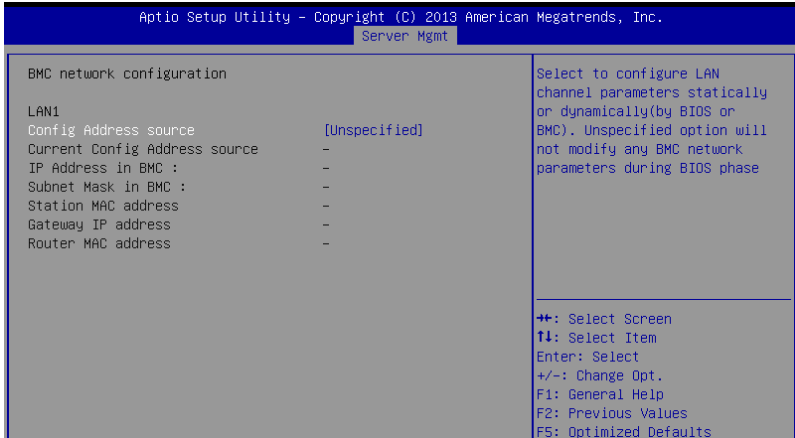 Aptio Setup Utility – Copyright (C) 2013 American Megatrends, Inc.
Server Mgmt
BMC network configuration
LAN1
Config Address source [Unspecified]
Current Config Address source –
IP Address in BMC : –
Subnet Mask in BMC : –
Station MAC address –
Gateway IP address –
Router MAC address –
Select to configure LAN
channel parameters statically
or dynamically(by BIOS or
BMC). Unspecified option will
not modify any BMC network
parameters during BIOS phase
→←: Select Screen
↑↓: Select Item
Enter: Select
+/-: Change Opt.
F1: General Help
F2: Previous Values
F5: Optimized Defaults